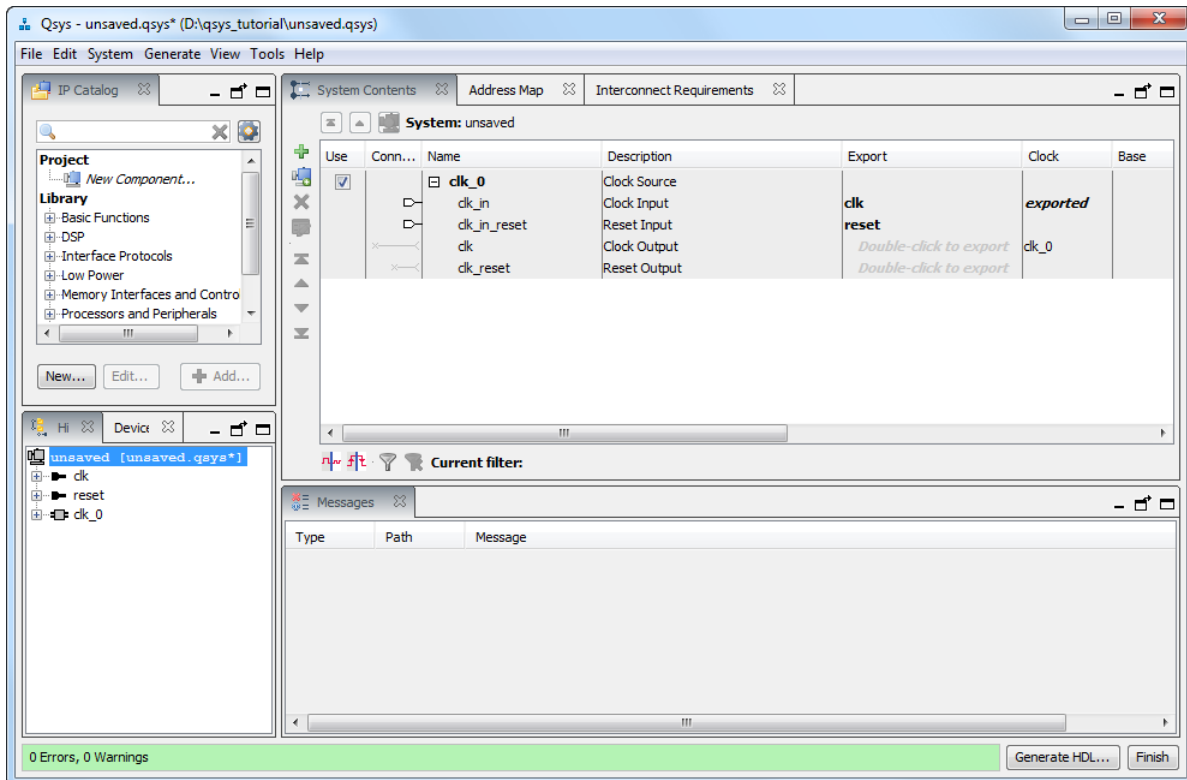 Qsys - unsaved.qsys* (D:\qsys_tutorial\unsaved.qsys)
File Edit System Generate View Tools Help
IP Catalog
Project
New Component...
Library
Basic Functions
DSP
Interface Protocols
Low Power
Memory Interfaces and Contro
Processors and Peripherals
New... Edit... Add...
System Contents Address Map Interconnect Requirements
System: unsaved
Use Conn... Name Description Export Clock Base
clk_0 Clock Source
clk_in Clock Input clk exported
clk_in_reset Reset Input reset
clk Clock Output Double-click to export clk_0
clk_reset Reset Output Double-click to export
Current filter:
Hi Device
unsaved [unsaved.qsys*]
clk
reset
clk_0
Messages
Type Path Message
0 Errors, 0 Warnings
Generate HDL... Finish